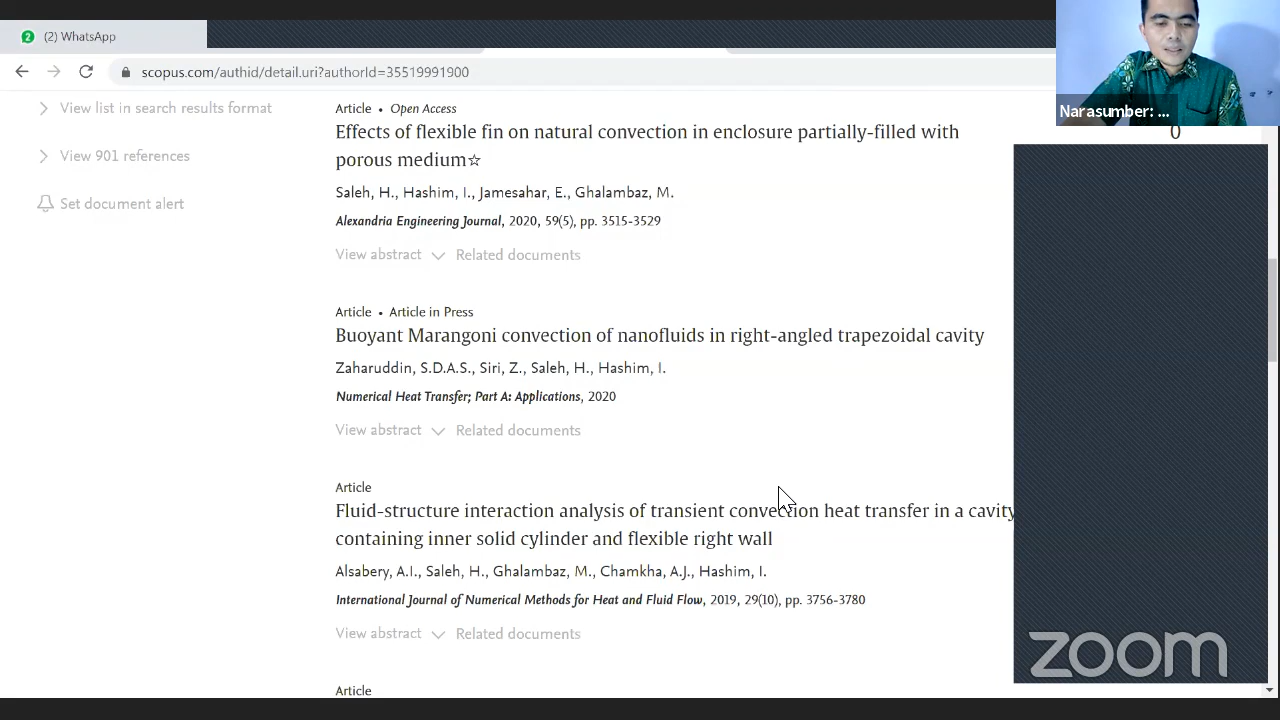 (2) WhatsApp
scopus.com/authid/detail.uri?authorId=35519991900
Narasumber: ...
0
View list in search results format
View 901 references
Set document alert
Article • Open Access
Effects of flexible fin on natural convection in enclosure partially-filled with
porous medium☆
Saleh, H., Hashim, I., Jamesahar, E., Ghalambaz, M.
Alexandria Engineering Journal, 2020, 59(5), pp. 3515-3529
View abstract Related documents
Article • Article in Press
Buoyant Marangoni convection of nanofluids in right-angled trapezoidal cavity
Zaharuddin, S.D.A.S., Siri, Z., Saleh, H., Hashim, I.
Numerical Heat Transfer; Part A: Applications, 2020
View abstract Related documents
Article
Fluid-structure interaction analysis of transient convection heat transfer in a cavity
containing inner solid cylinder and flexible right wall
Alsabery, A.I., Saleh, H., Ghalambaz, M., Chamkha, A.J., Hashim, I.
International Journal of Numerical Methods for Heat and Fluid Flow, 2019, 29(10), pp. 3756-3780
View abstract Related documents
Article
zoom